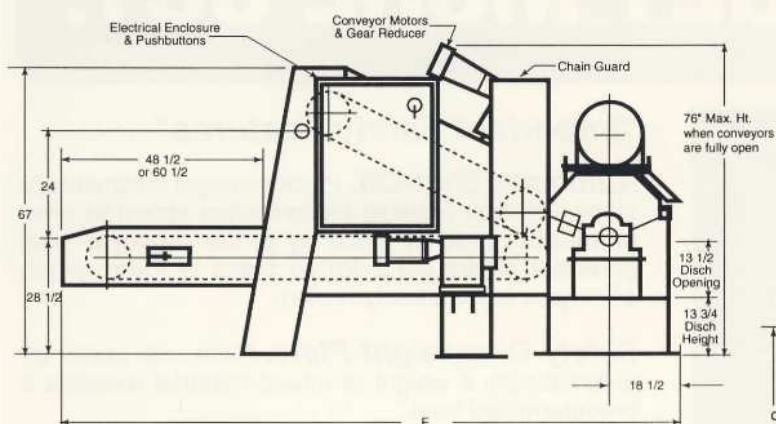 Electrical Enclosure
& Pushbuttons
Conveyor Motors
& Gear Reducer
Chain Guard
76" Max. Ht.
when conveyors
are fully open
48 1/2
or 60 1/2
24
67
28 1/2
13 1/2
Disch
Opening
13 3/4
Disch
Height
18 1/2